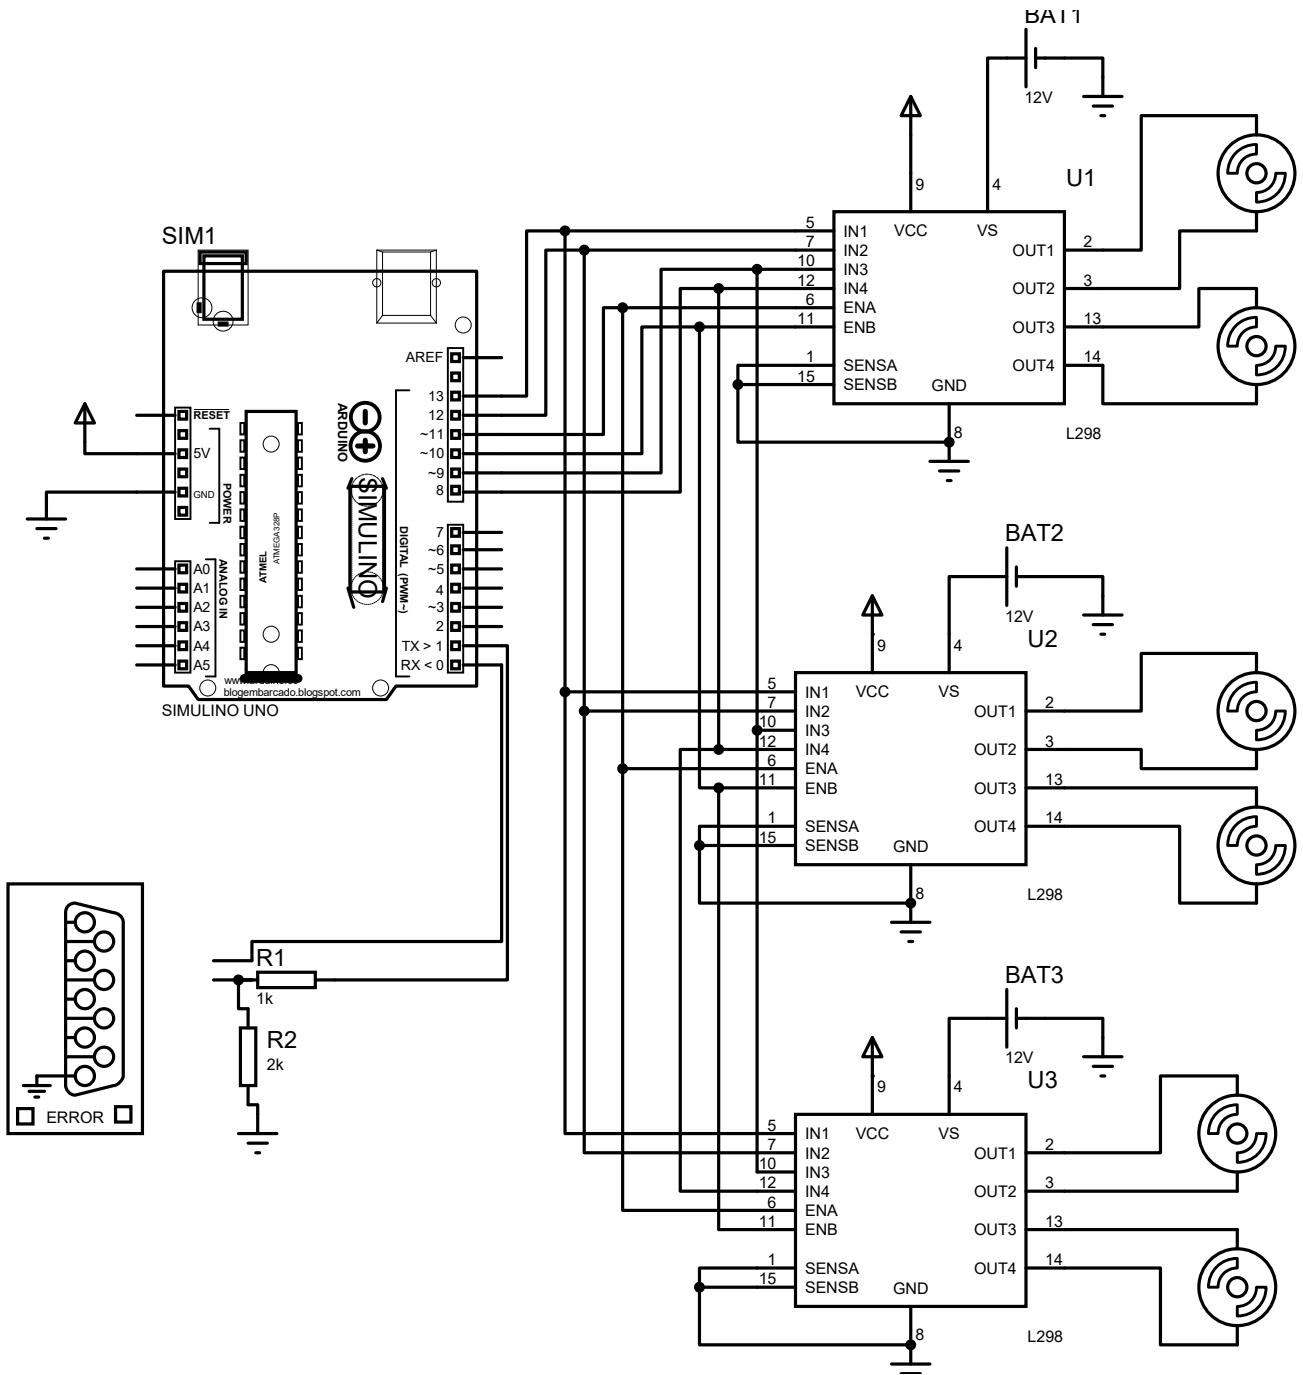 BAT1
12V
U1
9
4
5
7
10
12
6
11
1
15
IN1
IN2
IN3
IN4
ENA
ENB
SENSA
SENSB
VCC
VS
GND
OUT1
OUT2
OUT3
OUT4
2
3
13
14
8
L298
SIM1
AREF
13
12
~11
~10
~9
8
7
~6
~5
4
~3
2
TX > 1
RX < 0
RESET
5V
GND
POWER
A0
A1
A2
A3
A4
A5
ANALOG IN
ATMEL
ATMEGA328P
ARDUINO
SIMULINO
DIGITAL (PWM~)
blogembarcado.blogspot.com
SIMULINO UNO
BAT2
12V
U2
9
4
5
7
10
12
6
11
1
15
IN1
IN2
IN3
IN4
ENA
ENB
SENSA
SENSB
VCC
VS
GND
OUT1
OUT2
OUT3
OUT4
2
3
13
14
8
L298
R1
1k
R2
2k
ERROR
BAT3
12V
U3
9
4
5
7
10
12
6
11
1
15
IN1
IN2
IN3
IN4
ENA
ENB
SENSA
SENSB
VCC
VS
GND
OUT1
OUT2
OUT3
OUT4
2
3
13
14
8
L298